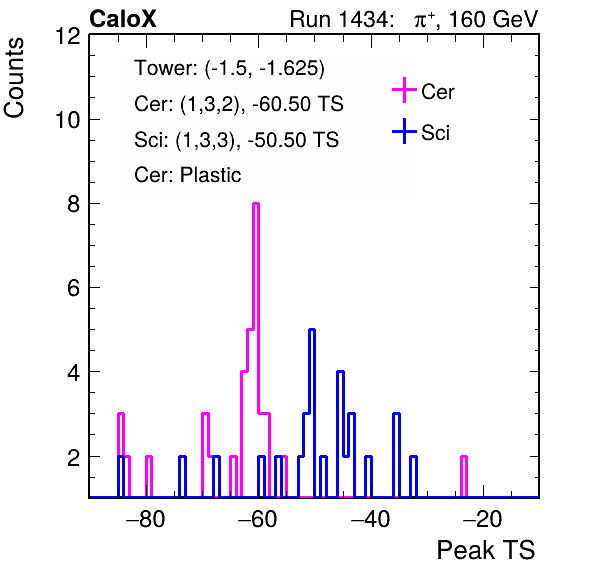 CaloX Run 1434: π⁺, 160 GeV
Counts
12
10
8
6
4
2
Tower: (-1.5, -1.625)
Cer: (1,3,2), -60.50 TS
Sci: (1,3,3), -50.50 TS
Cer: Plastic
Cer
Sci
−80 −60 −40 −20
Peak TS